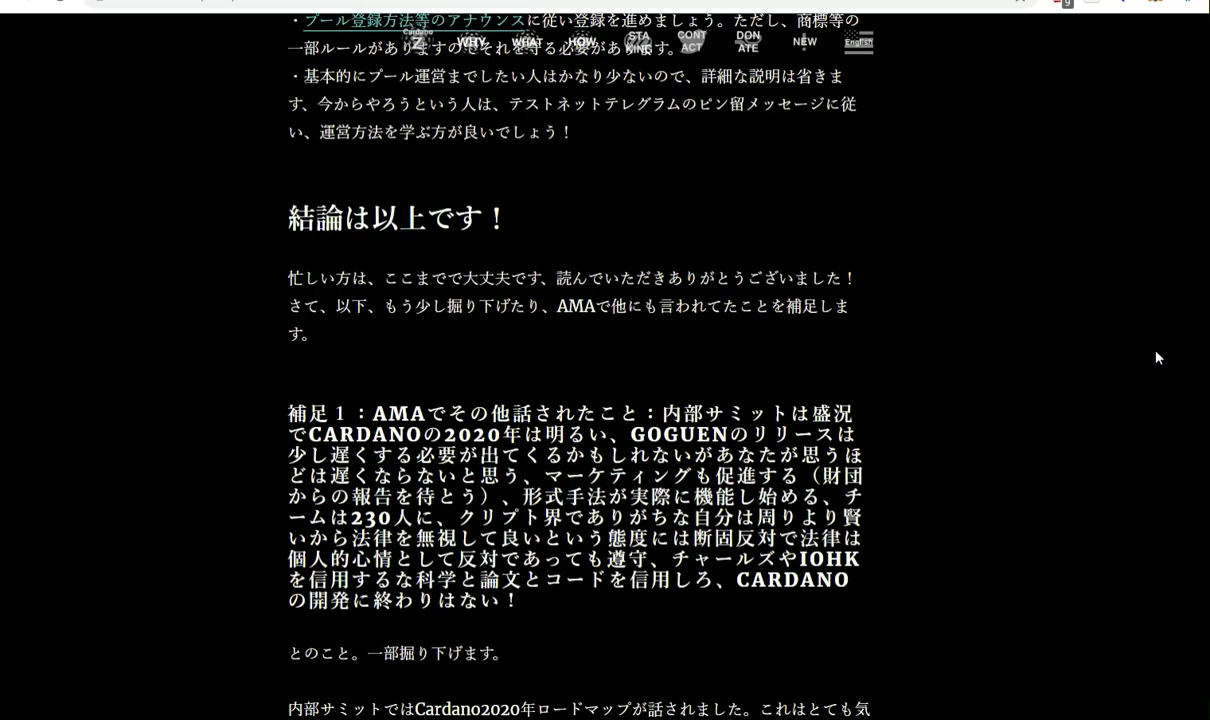 ・プール登録方法等のアナウンスに従い登録を進めましょう。ただし、商標等の
Cardano Z WHY WHAT HOW STAKING CONTACT DONATE NEW English
一部ルールがありますのでそれを守る必要があります。
・基本的にプール運営までしたい人はかなり少ないので、詳細な説明は省きま
す、今からやろうという人は、テストネットテレグラムのピン留メッセージに従
い、運営方法を学ぶ方が良いでしょう！
結論は以上です！
忙しい方は、ここまでで大丈夫です、読んでいただきありがとうございました！
さて、以下、もう少し掘り下げたり、AMAで他にも言われてたことを補足しま
す。
補足１：AMAでその他話されたこと：内部サミットは盛況
でCARDANOの2020年は明るい、GOGUENのリリースは
少し遅くする必要が出てくるかもしれないがあなたが思うほ
どは遅くならないと思う、マーケティングも促進する（財団
からの報告を待とう）、形式手法が実際に機能し始める、チ
ームは230人に、クリプト界でありがちな自分は周りより賢
いから法律を無視して良いという態度には断固反対で法律は
個人的心情として反対であっても遵守、チャールズやIOHK
を信用するな科学と論文とコードを信用しろ、CARDANO
の開発に終わりはない！
とのこと。一部掘り下げます。
内部サミットではCardano2020年ロードマップが話されました。これはとても気